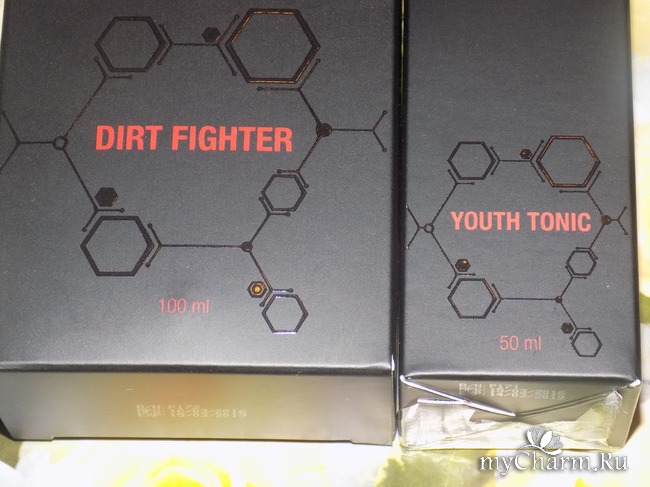 DIRT FIGHTER
100 ml
YOUTH TONIC
50 ml
myCharm.Ru